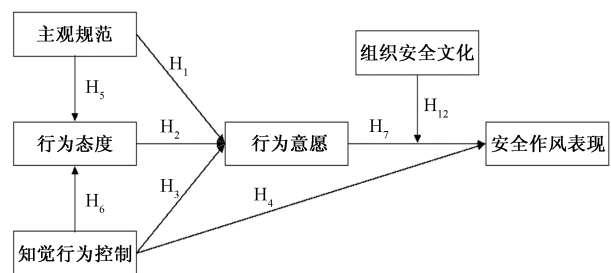 主观规范
组织安全文化
H1
H5
H12
行为态度
H2
行为意愿
H7
安全作风表现
H3
H6
H4
知觉行为控制